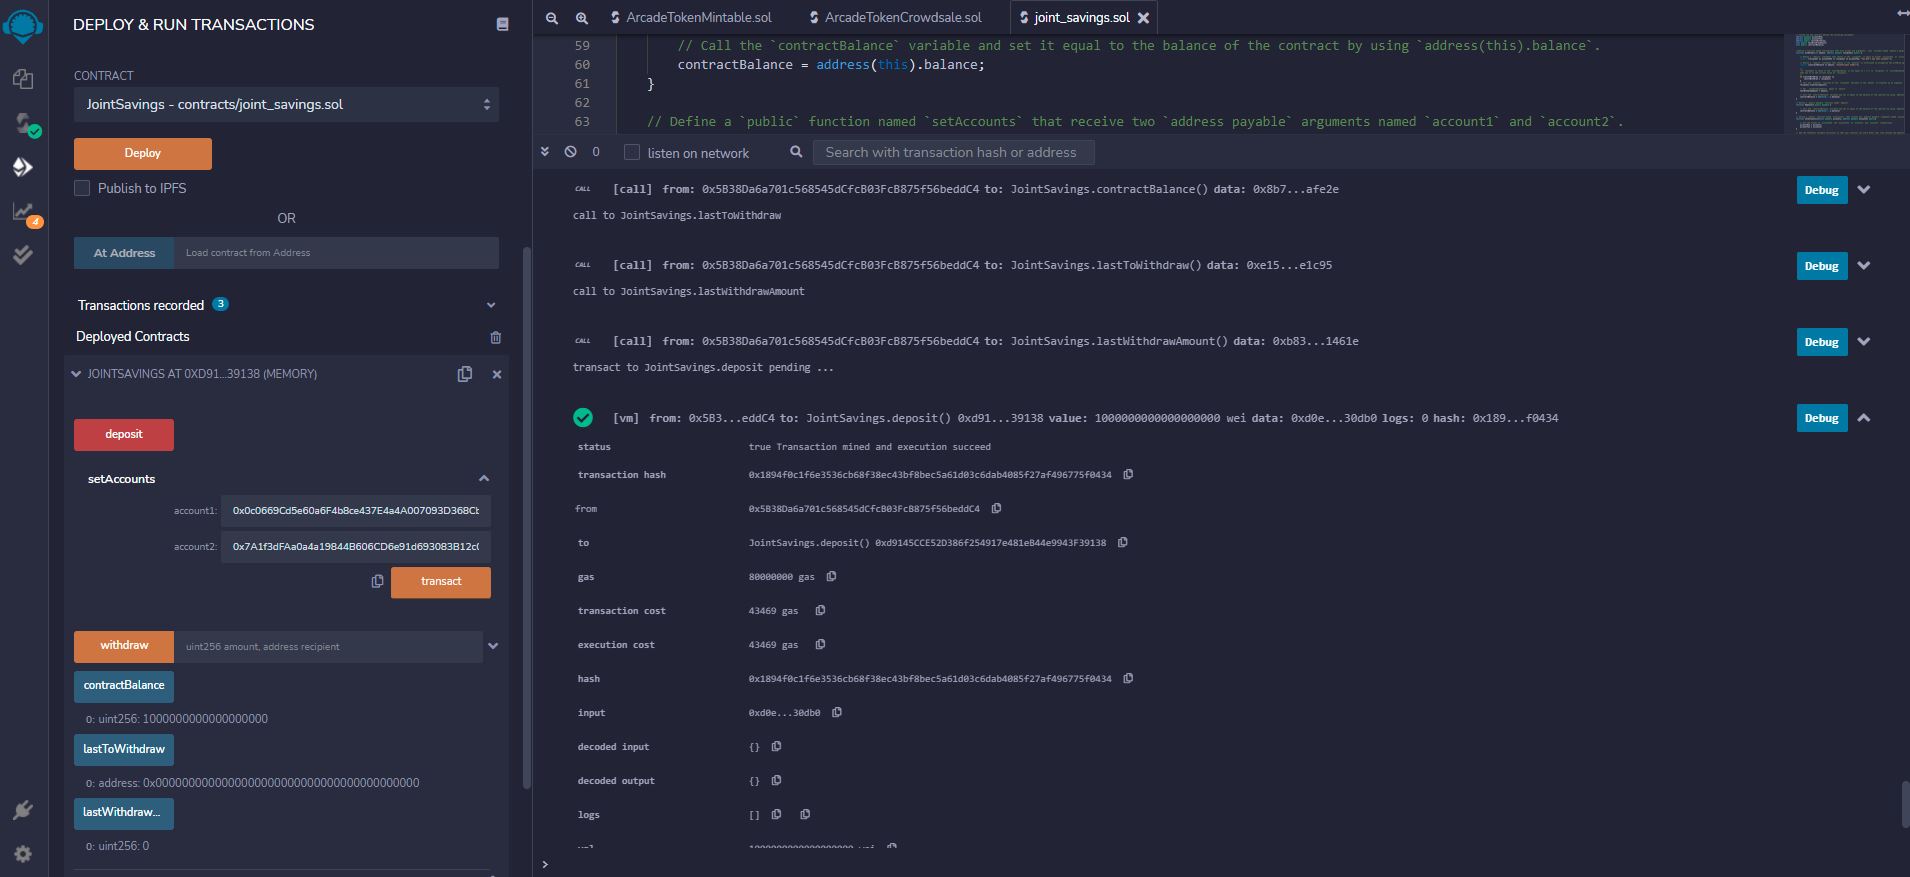 DEPLOY & RUN TRANSACTIONS
CONTRACT
JointSavings - contracts/joint_savings.sol
Deploy
Publish to IPFS
OR
At Address Load contract from Address
Transactions recorded 3
Deployed Contracts
JOINTSAVINGS AT 0XD91...39138 (MEMORY)
deposit
setAccounts
account1: 0x0c0669Cd5e60a6F4b8ce437E4a4A007093D368Cb
account2: 0x7A1f3dFAa0a4a19844B606CD6e91d693083B12c0
transact
withdraw uint256 amount, address recipient
contractBalance
0: uint256: 1000000000000000000
lastToWithdraw
0: address: 0x0000000000000000000000000000000000000000
lastWithdraw...
0: uint256: 0
4
ArcadeTokenMintable.sol ArcadeTokenCrowdsale.sol joint_savings.sol
59 // Call the `contractBalance` variable and set it equal to the balance of the contract by using `address(this).balance`.
60 contractBalance = address(this).balance;
61 }
62
63 // Define a `public` function named `setAccounts` that receive two `address payable` arguments named `account1` and `account2`.
0 listen on network Search with transaction hash or address
CALL [call] from: 0x5B38Da6a701c568545dCfcB03FcB875f56beddC4 to: JointSavings.contractBalance() data: 0x8b7...afe2e Debug
call to JointSavings.lastToWithdraw
CALL [call] from: 0x5B38Da6a701c568545dCfcB03FcB875f56beddC4 to: JointSavings.lastToWithdraw() data: 0xe15...e1c95 Debug
call to JointSavings.lastWithdrawAmount
CALL [call] from: 0x5B38Da6a701c568545dCfcB03FcB875f56beddC4 to: JointSavings.lastWithdrawAmount() data: 0xb83...1461e Debug
transact to JointSavings.deposit pending ...
[vm] from: 0x5B3...eddC4 to: JointSavings.deposit() 0xd91...39138 value: 1000000000000000000 wei data: 0xd0e...30db0 logs: 0 hash: 0x189...f0434 Debug
status true Transaction mined and execution succeed
transaction hash 0x1894f0c1f6e3536cb68f38ec43bf8bec5a61d03c6dab4085f27af496775f0434
from 0x5B38Da6a701c568545dCfcB03FcB875f56beddC4
to JointSavings.deposit() 0xd9145CCE52D386f254917e481eB44e9943F39138
gas 80000000 gas
transaction cost 43469 gas
execution cost 43469 gas
hash 0x1894f0c1f6e3536cb68f38ec43bf8bec5a61d03c6dab4085f27af496775f0434
input 0xd0e...30db0
decoded input {}
decoded output {}
logs []
>